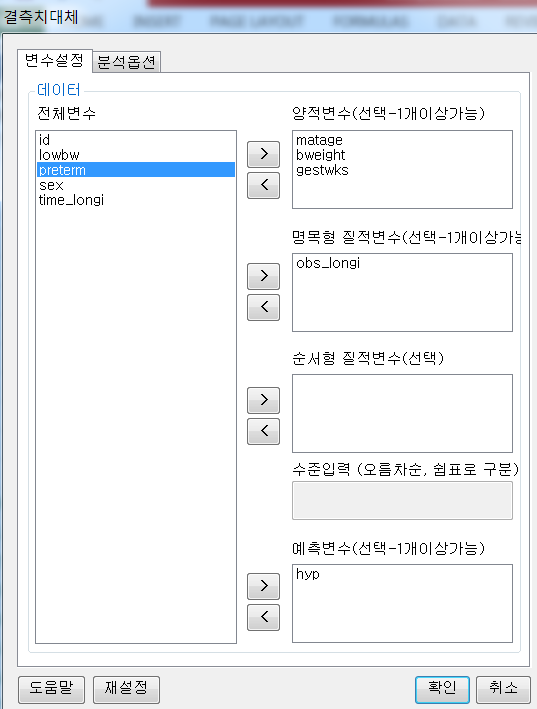 결측치대체
INSERT PAGE LAYOUT FORMULAS DATA
변수설정 분석옵션
데이터
전체변수
id
lowbw
preterm
sex
time_longi
>
<
양적변수(선택-1개이상가능)
matage
bweight
gestwks
>
<
명목형 질적변수(선택-1개이상가능
obs_longi
>
<
순서형 질적변수(선택)
수준입력 (오름차순, 쉼표로 구분)
>
<
예측변수(선택-1개이상가능)
hyp
도움말 재설정 확인 취소